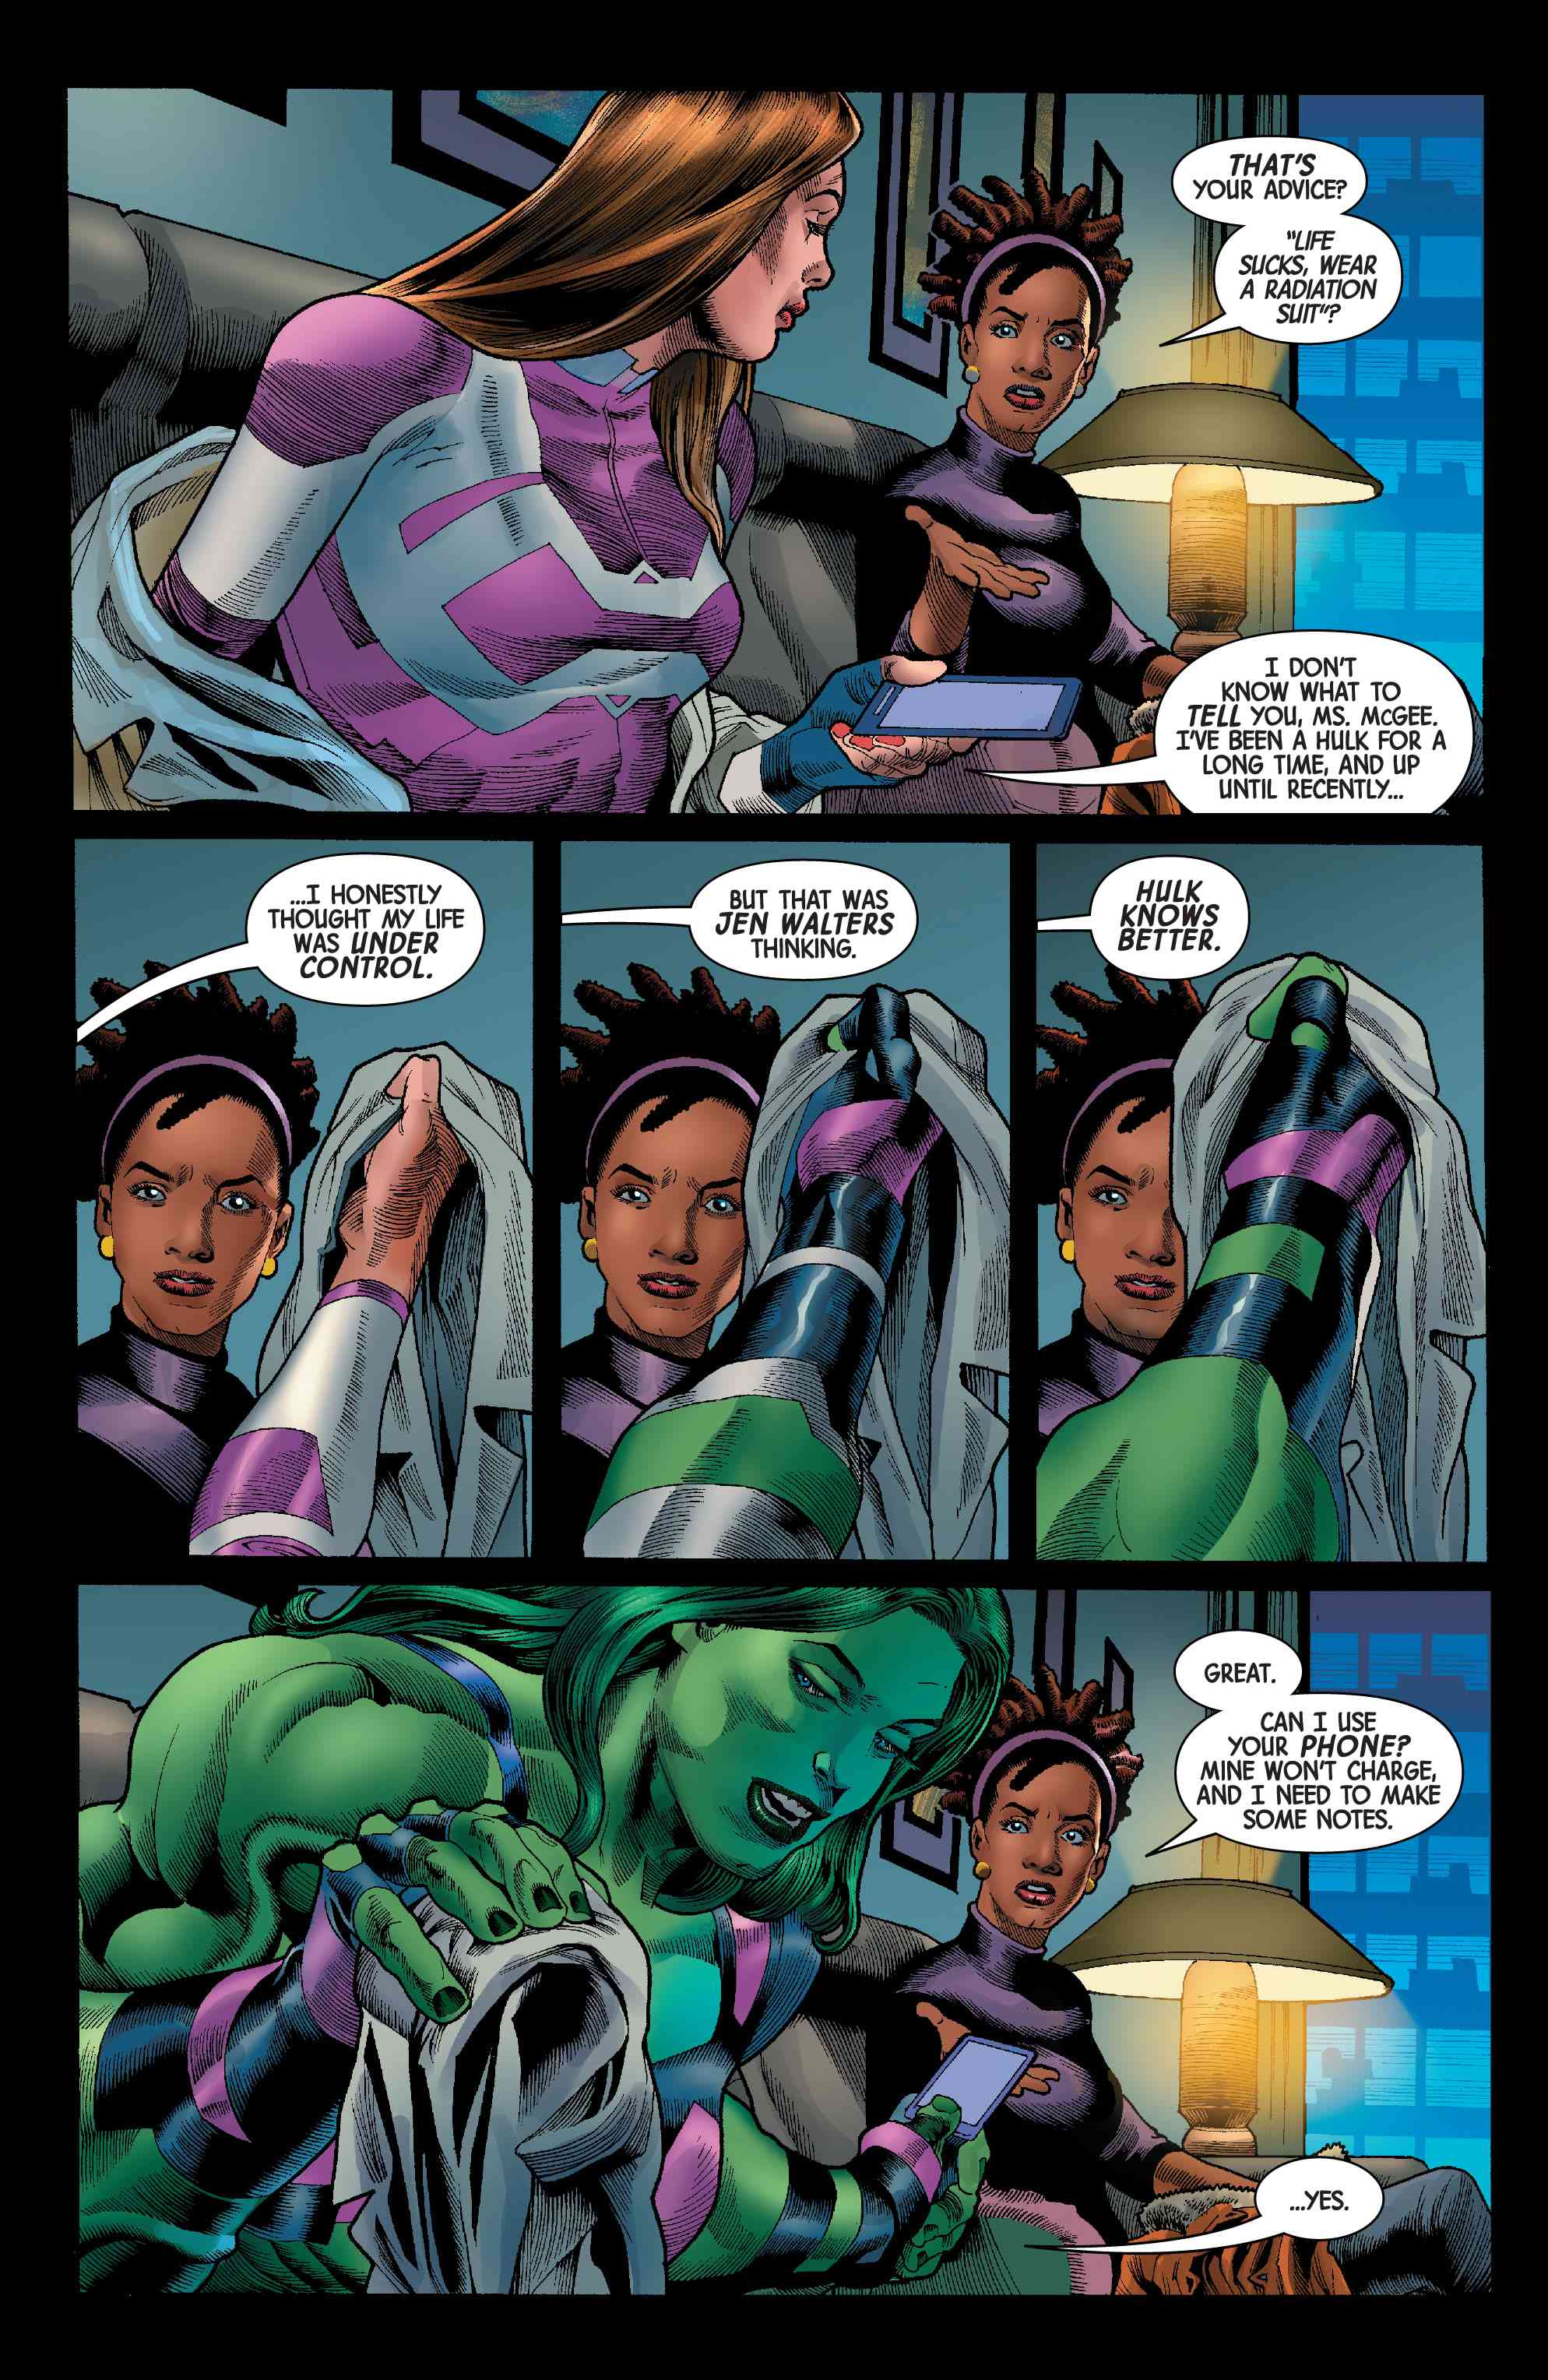 THAT'S
YOUR ADVICE?
"LIFE
SUCKS, WEAR
A RADIATION
SUIT"?
I DON'T
KNOW WHAT TO
TELL YOU, MS. McGEE.
I'VE BEEN A HULK FOR A
LONG TIME, AND UP
UNTIL RECENTLY...
...I HONESTLY
THOUGHT MY LIFE
WAS UNDER
CONTROL.
BUT THAT WAS
JEN WALTERS
THINKING.
HULK
KNOWS
BETTER.
GREAT.
CAN I USE
YOUR PHONE?
MINE WON'T CHARGE,
AND I NEED TO MAKE
SOME NOTES.
...YES.